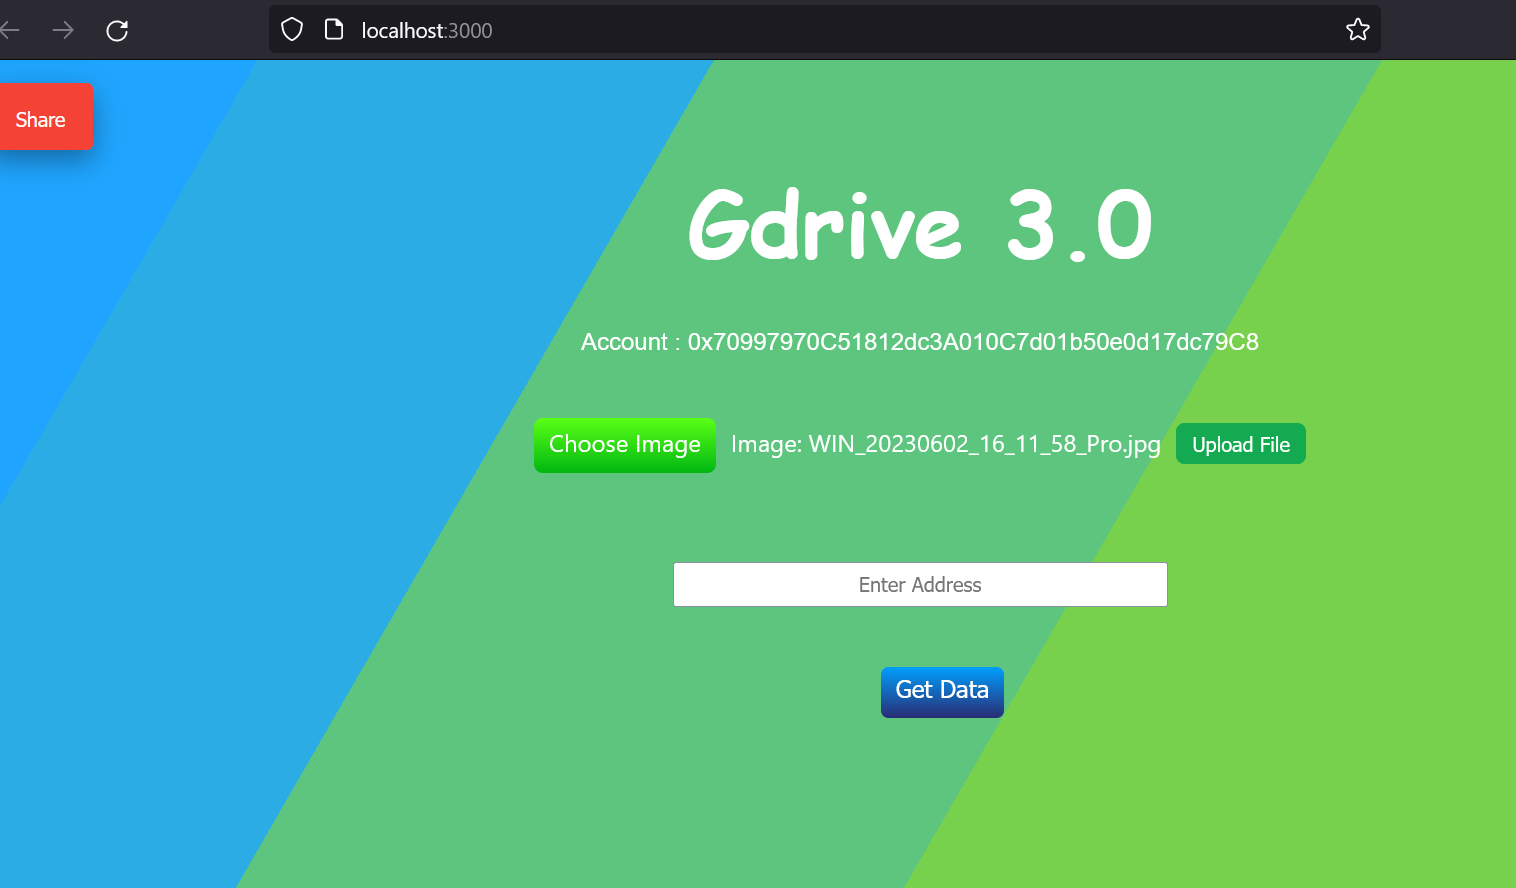 localhost:3000
Share
Gdrive 3.0
Account : 0x70997970C51812dc3A010C7d01b50e0d17dc79C8
Choose Image Image: WIN_20230602_16_11_58_Pro.jpg Upload File
Enter Address
Get Data